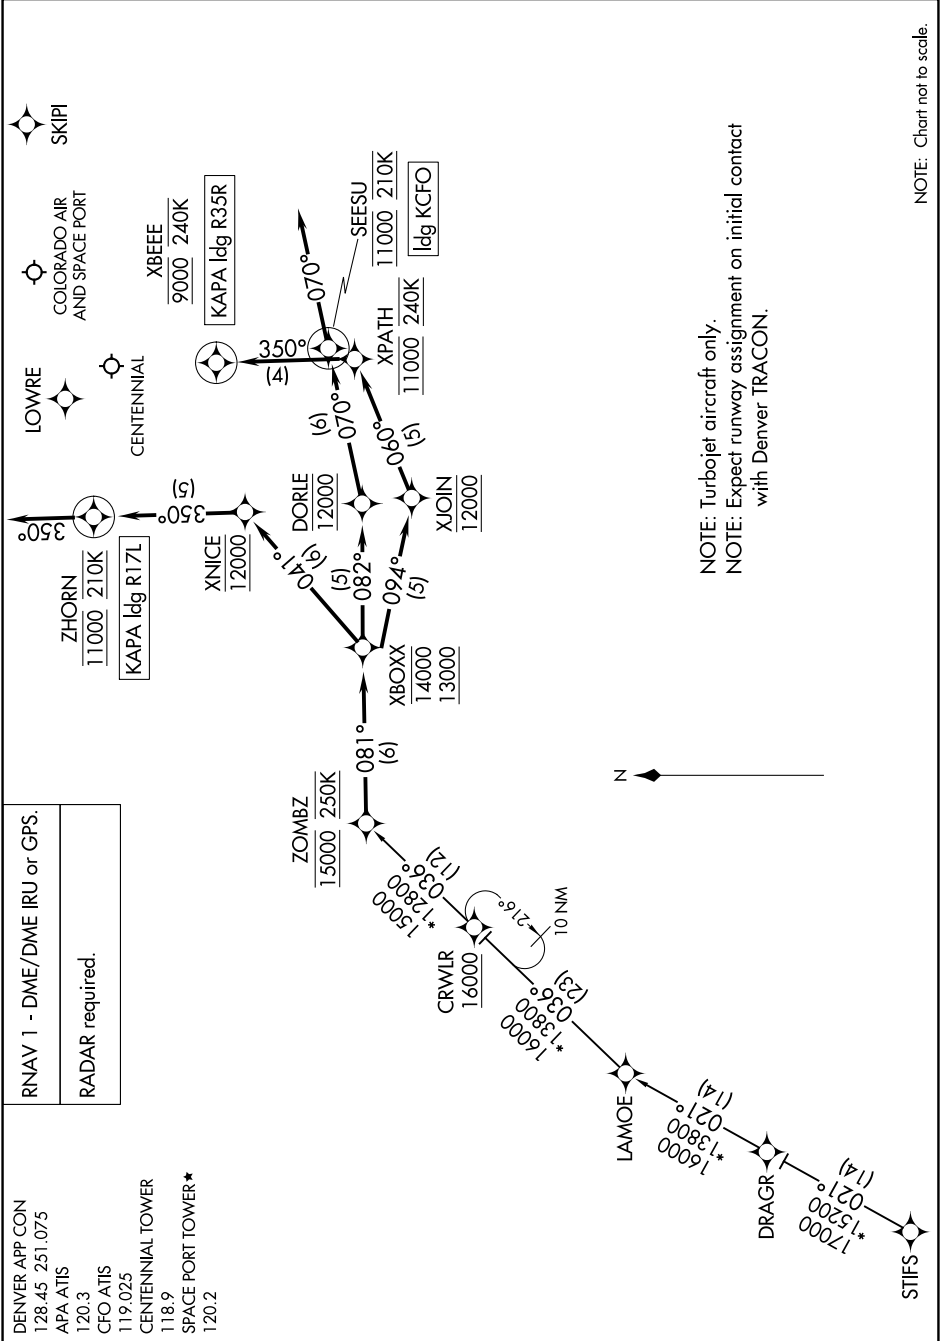 DENVER APP CON
128.45 251.075
APA ATIS
120.3
CFO ATIS
119.025
CENTENNIAL TOWER
118.9
SPACE PORT TOWER★
120.2
RNAV 1 - DME/DME IRU or GPS.
RADAR required.
STIFS
17000
*15200
021°
(14)
DRAGR
16000
*13800
021°
(14)
LAMOE
16000
*13800
036°
(23)
CRWLR
16000
216°
10 NM
15000
*12800
036°
(12)
ZOMBZ
15000 250K
081°
(6)
XBOXX
14000
13000
041°
(6)
082°
(5)
094°
(5)
XNICE
12000
350°
(5)
ZHORN
11000 210K
KAPA ldg R17L
350°
DORLE
12000
070°
(6)
XJOIN
12000
060°
(5)
XPATH
11000 240K
350°
(4)
XBEEE
9000 240K
KAPA ldg R35R
SEESU
11000 210K
ldg KCFO
070°
LOWRE
CENTENNIAL
COLORADO AIR
AND SPACE PORT
SKIPI
N
NOTE: Turbojet aircraft only.
NOTE: Expect runway assignment on initial contact
with Denver TRACON.
NOTE: Chart not to scale.